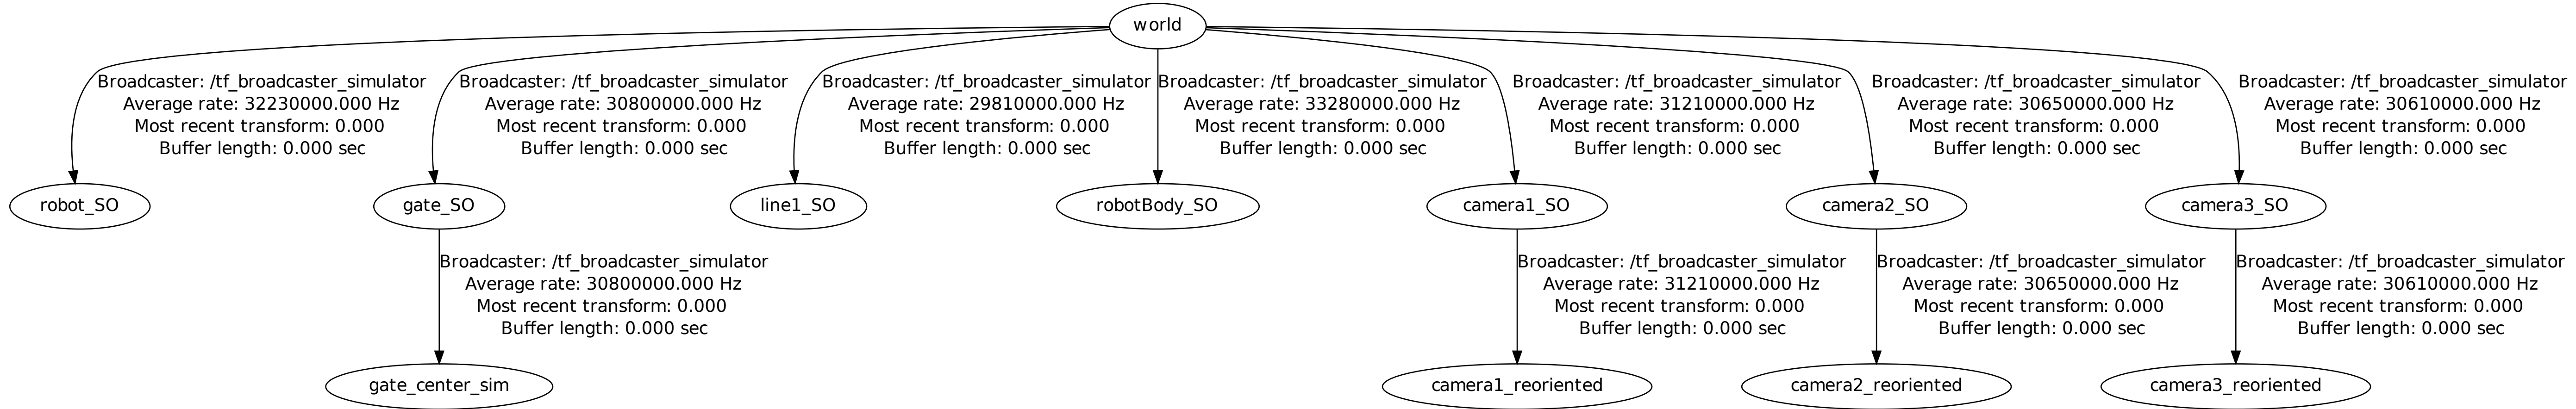 world
Broadcaster: /tf_broadcaster_simulator
Average rate: 32230000.000 Hz
Most recent transform: 0.000
Buffer length: 0.000 sec
Broadcaster: /tf_broadcaster_simulator
Average rate: 30800000.000 Hz
Most recent transform: 0.000
Buffer length: 0.000 sec
Broadcaster: /tf_broadcaster_simulator
Average rate: 29810000.000 Hz
Most recent transform: 0.000
Buffer length: 0.000 sec
Broadcaster: /tf_broadcaster_simulator
Average rate: 33280000.000 Hz
Most recent transform: 0.000
Buffer length: 0.000 sec
Broadcaster: /tf_broadcaster_simulator
Average rate: 31210000.000 Hz
Most recent transform: 0.000
Buffer length: 0.000 sec
Broadcaster: /tf_broadcaster_simulator
Average rate: 30650000.000 Hz
Most recent transform: 0.000
Buffer length: 0.000 sec
Broadcaster: /tf_broadcaster_simulator
Average rate: 30610000.000 Hz
Most recent transform: 0.000
Buffer length: 0.000 sec
robot_SO
gate_SO
line1_SO
robotBody_SO
camera1_SO
camera2_SO
camera3_SO
Broadcaster: /tf_broadcaster_simulator
Average rate: 30800000.000 Hz
Most recent transform: 0.000
Buffer length: 0.000 sec
Broadcaster: /tf_broadcaster_simulator
Average rate: 31210000.000 Hz
Most recent transform: 0.000
Buffer length: 0.000 sec
Broadcaster: /tf_broadcaster_simulator
Average rate: 30650000.000 Hz
Most recent transform: 0.000
Buffer length: 0.000 sec
Broadcaster: /tf_broadcaster_simulator
Average rate: 30610000.000 Hz
Most recent transform: 0.000
Buffer length: 0.000 sec
gate_center_sim
camera1_reoriented
camera2_reoriented
camera3_reoriented